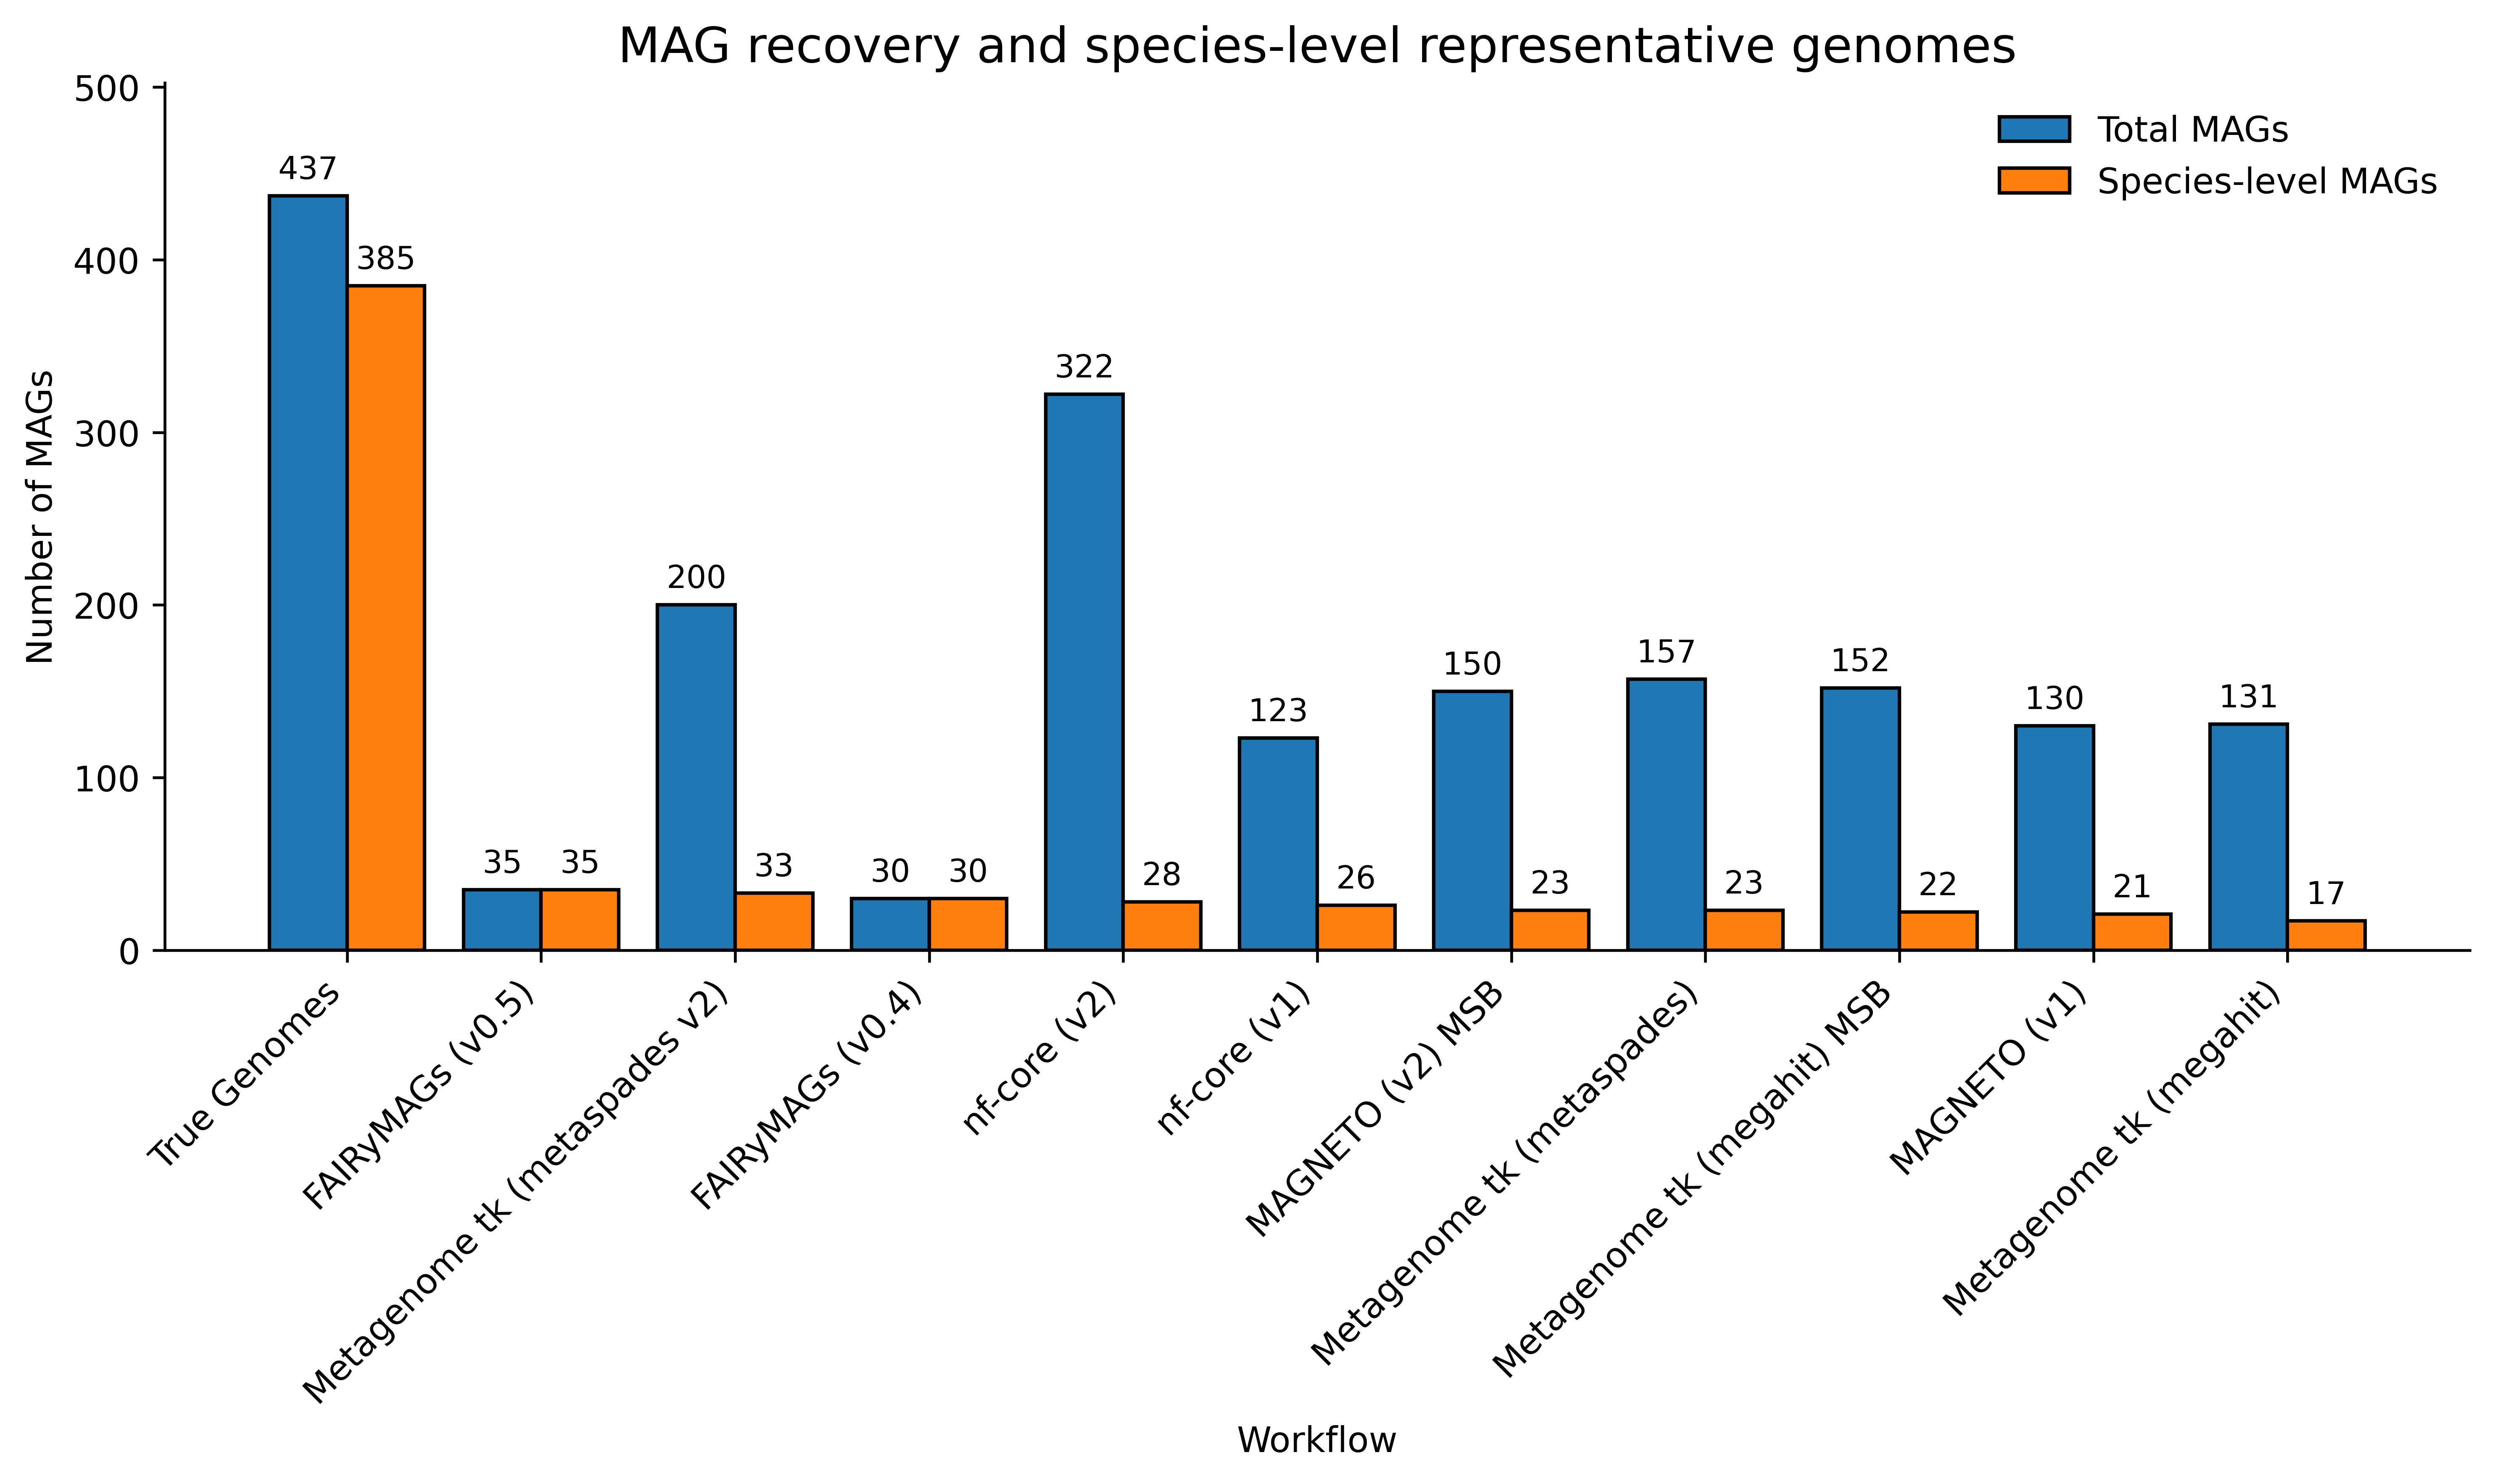 MAG recovery and species-level representative genomes
Total MAGs
Species-level MAGs
Number of MAGs
500
400
300
200
100
0
437
385
35
35
200
33
30
30
322
28
123
26
150
23
157
23
152
22
130
21
131
17
True Genomes
FAIRyMAGs (v0.5)
Metagenome tk (metaspades v2)
FAIRyMAGs (v0.4)
nf-core (v2)
nf-core (v1)
MAGNETO (v2) MSB
Metagenome tk (metaspades)
Metagenome tk (megahit) MSB
MAGNETO (v1)
Metagenome tk (megahit)
Workflow